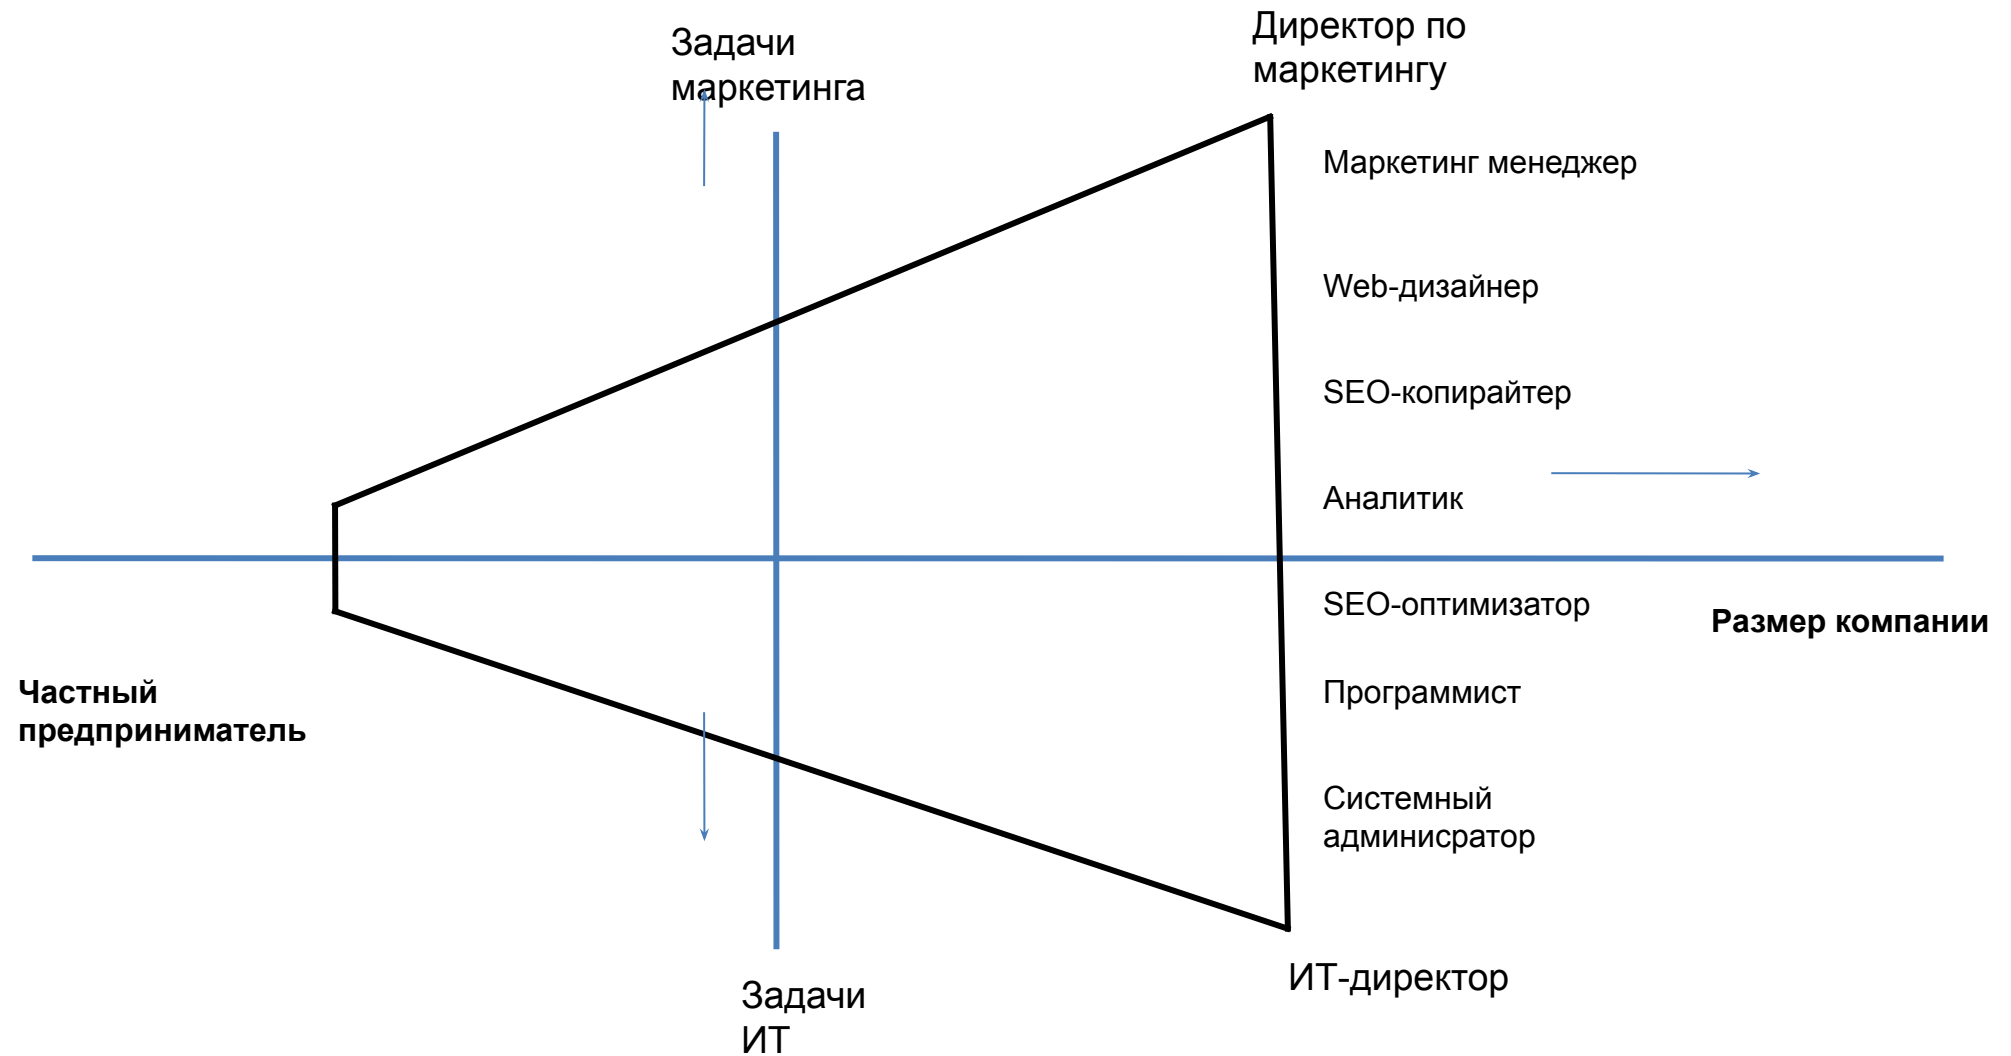 Задачи
маркетинга
Директор по
маркетингу
Маркетинг менеджер
Web-дизайнер
SEO-копирайтер
Аналитик
SEO-оптимизатор
Размер компании
Частный
предприниматель
Программист
Системный
админисратор
ИТ-директор
Задачи
ИТ